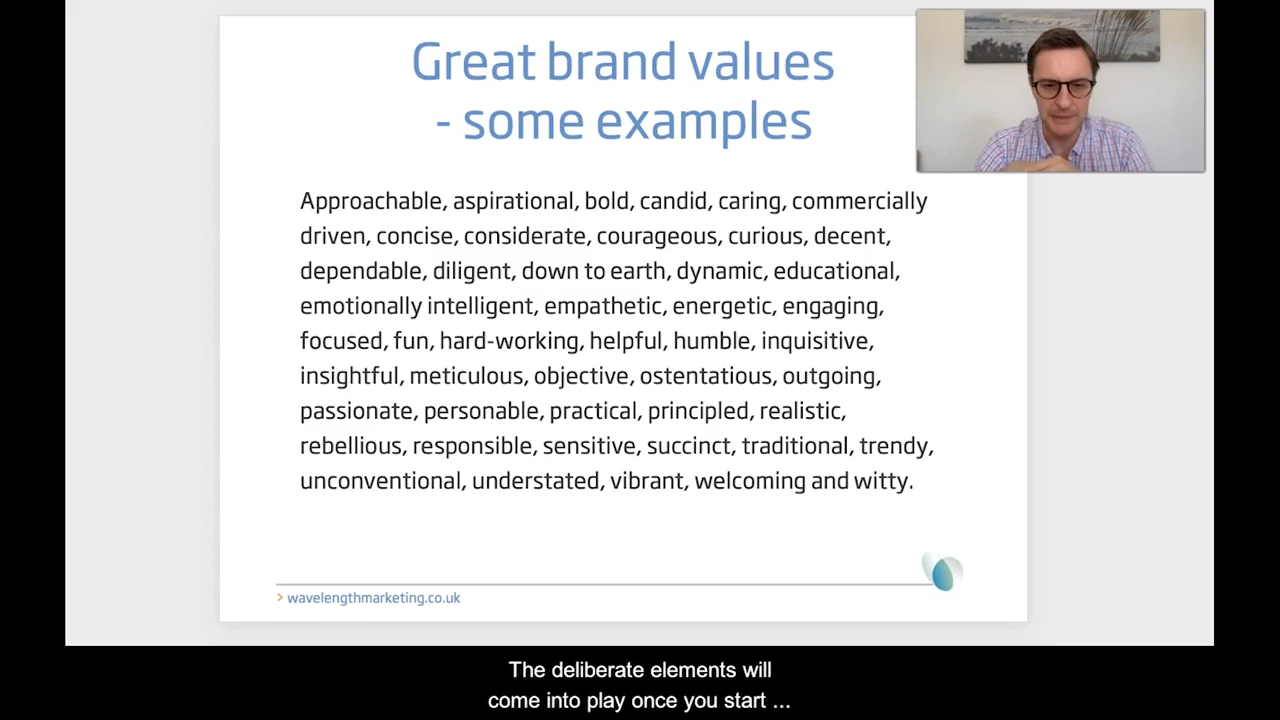 Great brand values
- some examples
Approachable, aspirational, bold, candid, caring, commercially
driven, concise, considerate, courageous, curious, decent,
dependable, diligent, down to earth, dynamic, educational,
emotionally intelligent, empathetic, energetic, engaging,
focused, fun, hard-working, helpful, humble, inquisitive,
insightful, meticulous, objective, ostentatious, outgoing,
passionate, personable, practical, principled, realistic,
rebellious, responsible, sensitive, succinct, traditional, trendy,
unconventional, understated, vibrant, welcoming and witty.
> wavelengthmarketing.co.uk
The deliberate elements will
come into play once you start ...